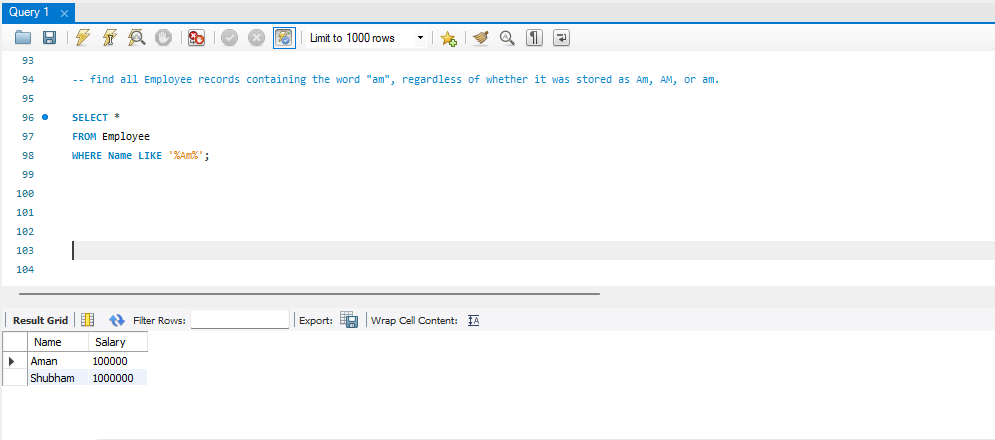 Query 1
Limit to 1000 rows
93
94 -- find all Employee records containing the word "am", regardless of whether it was stored as Am, AM, or am.
95
96 SELECT *
97 FROM Employee
98 WHERE Name LIKE '%Am%';
99
100
101
102
103
104
Result Grid Filter Rows: Export: Wrap Cell Content:
Name Salary
Aman 100000
Shubham 1000000